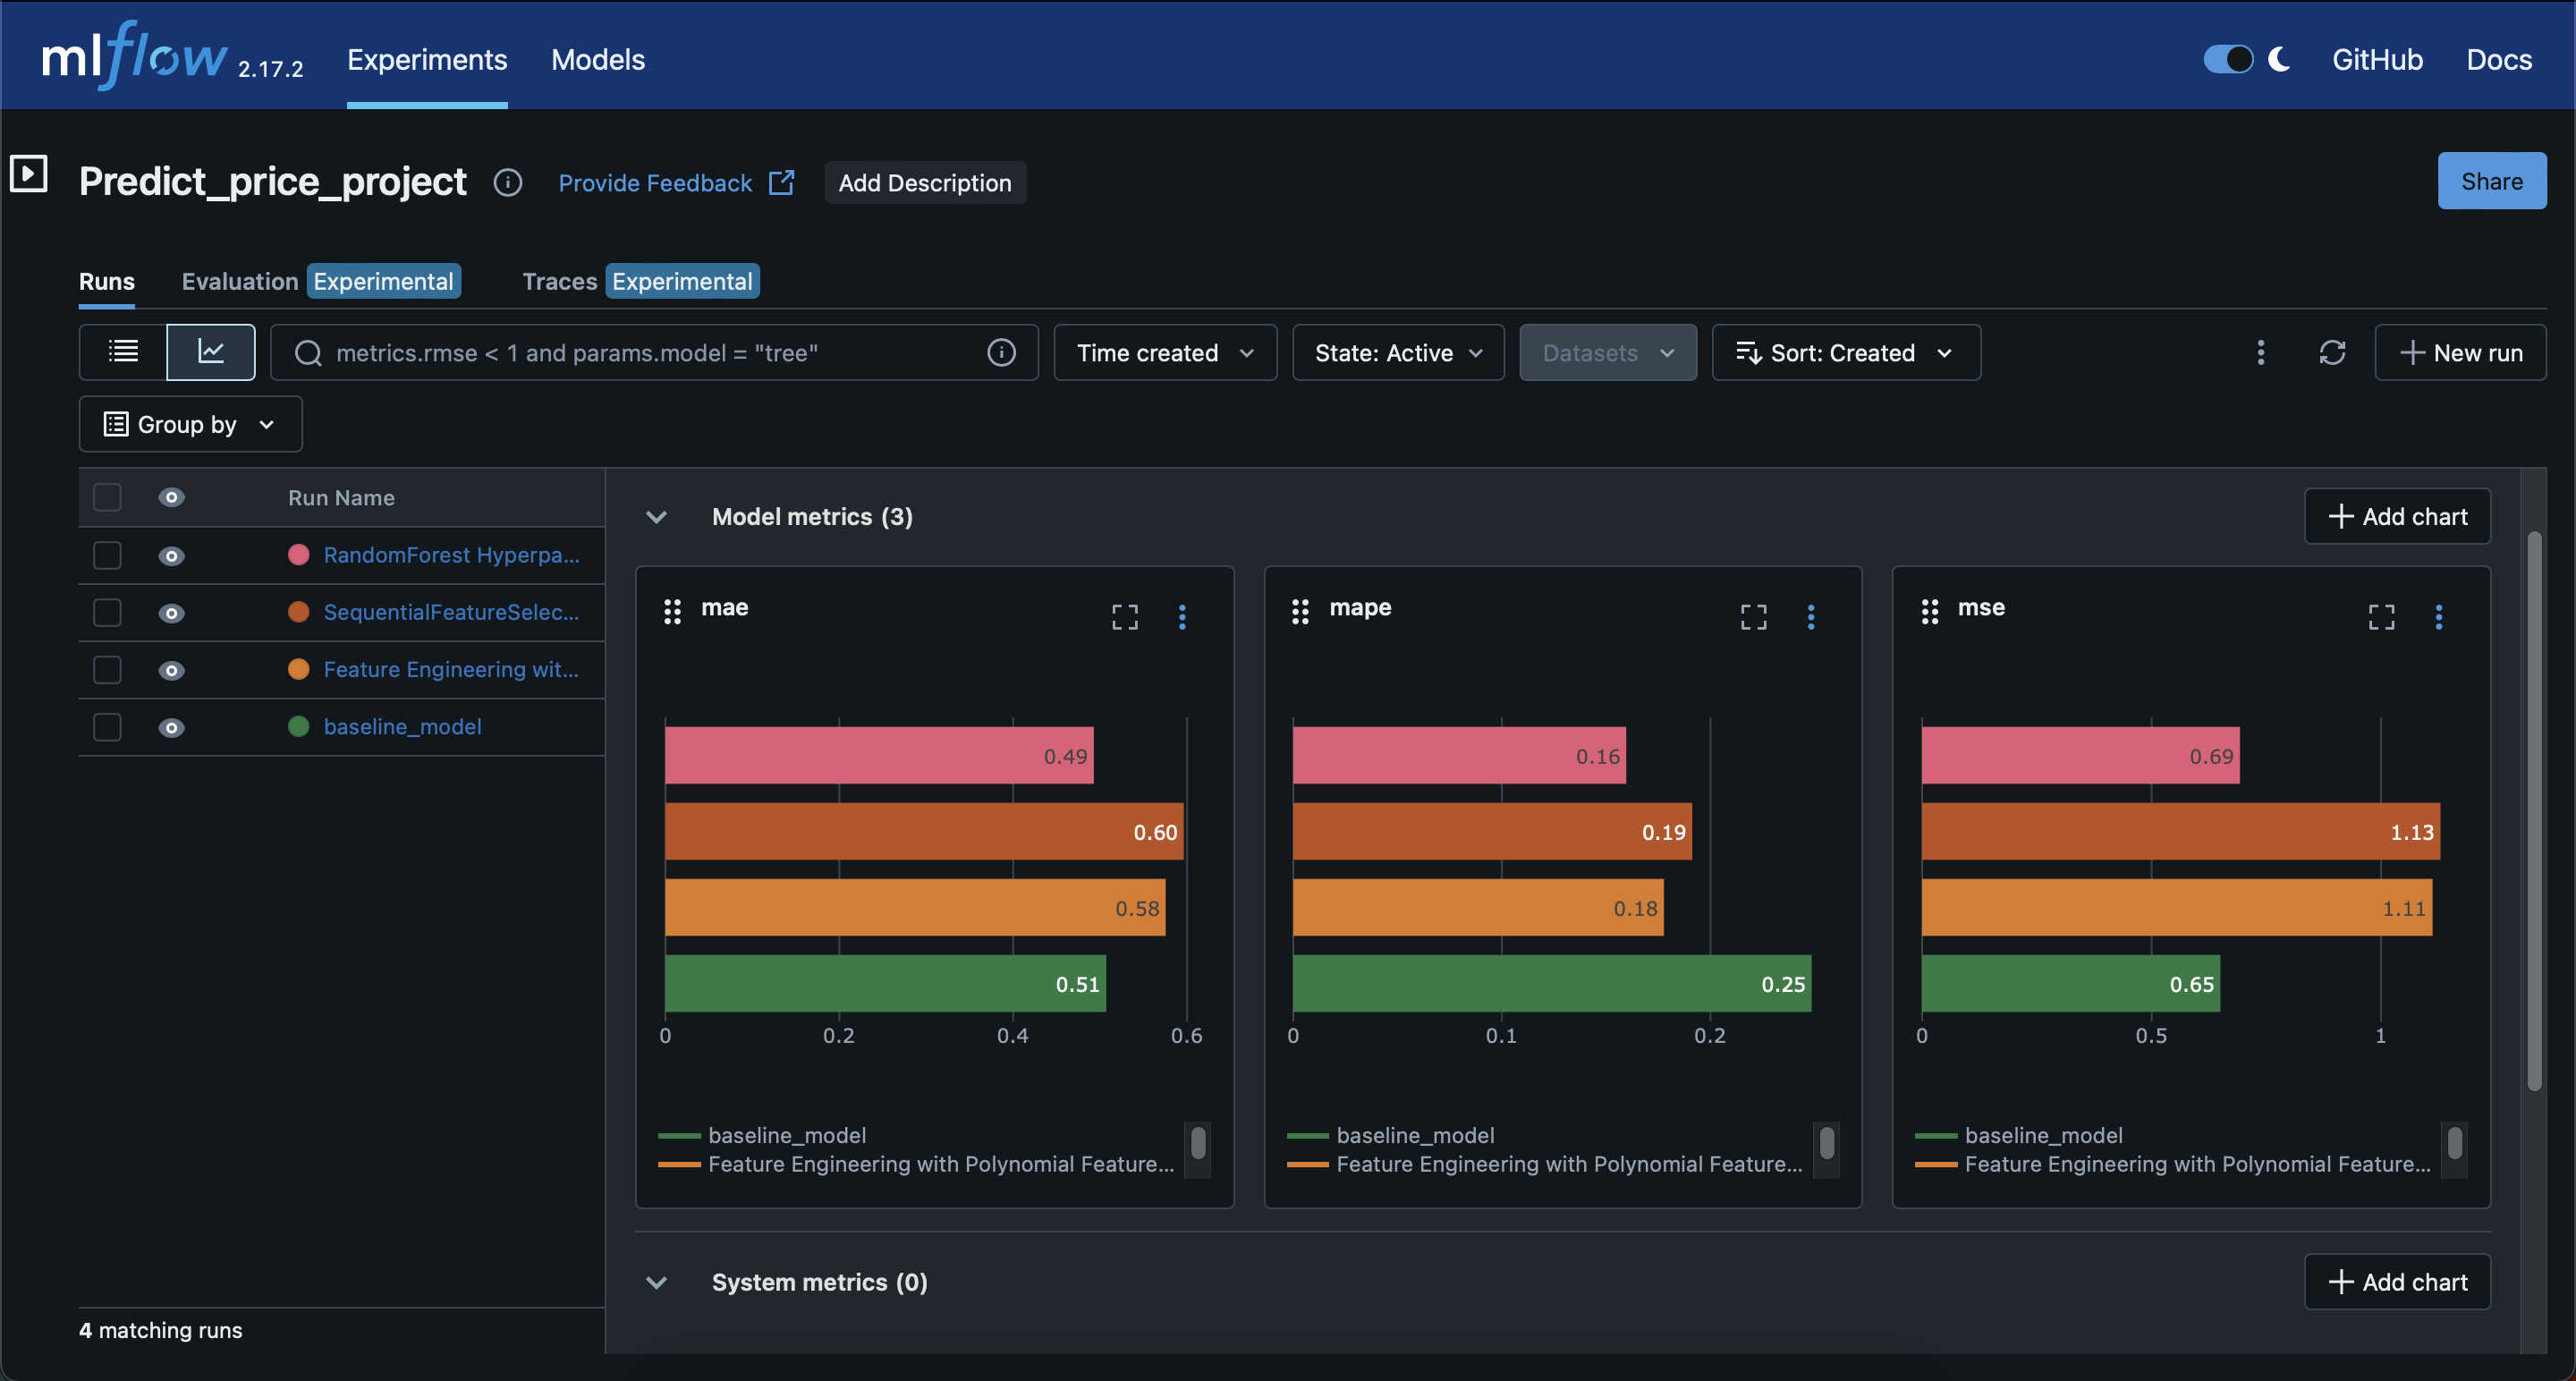 mlflow 2.17.2 Experiments Models GitHub Docs
Predict_price_project Provide Feedback Add Description Share
Runs Evaluation Experimental Traces Experimental
metrics.rmse < 1 and params.model = "tree" Time created State: Active Datasets Sort: Created New run
Group by
Run Name
RandomForest Hyperpa...
SequentialFeatureSelec...
Feature Engineering wit...
baseline_model
4 matching runs
Model metrics (3) Add chart
mae
0.49
0.60
0.58
0.51
0 0.2 0.4 0.6
baseline_model
Feature Engineering with Polynomial Feature...
mape
0.16
0.19
0.18
0.25
0 0.1 0.2
baseline_model
Feature Engineering with Polynomial Feature...
mse
0.69
1.13
1.11
0.65
0 0.5 1
baseline_model
Feature Engineering with Polynomial Feature...
System metrics (0) Add chart